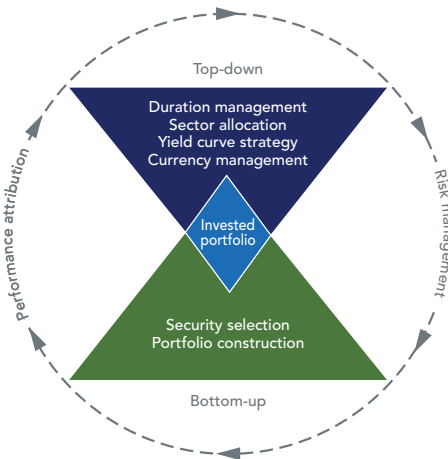 Top-down
Duration management
Sector allocation
Yield curve strategy
Currency management
Performance attribution
Risk management
Invested
portfolio
Security selection
Portfolio construction
Bottom-up